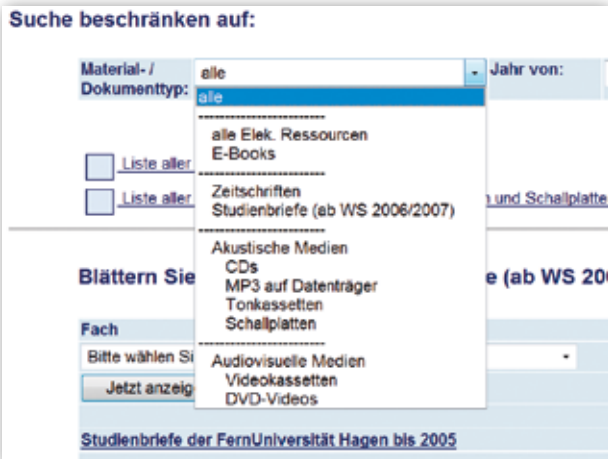 Suche beschränken auf:
Material- / Dokumenttyp:
alle
Jahr von:
alle
------------------------
alle Elek. Ressourcen
E-Books
------------------------
Zeitschriften
Studienbriefe (ab WS 2006/2007)
------------------------
Akustische Medien
CDs
MP3 auf Datenträger
Tonkassetten
Schallplatten
------------------------
Audiovisuelle Medien
Videokassetten
DVD-Videos
Liste aller
Liste aller
und Schallplatte
Blättern Sie
(ab WS 200
Fach
Bitte wählen Si
Jetzt anzeig
Studienbriefe der FernUniversität Hagen bis 2005